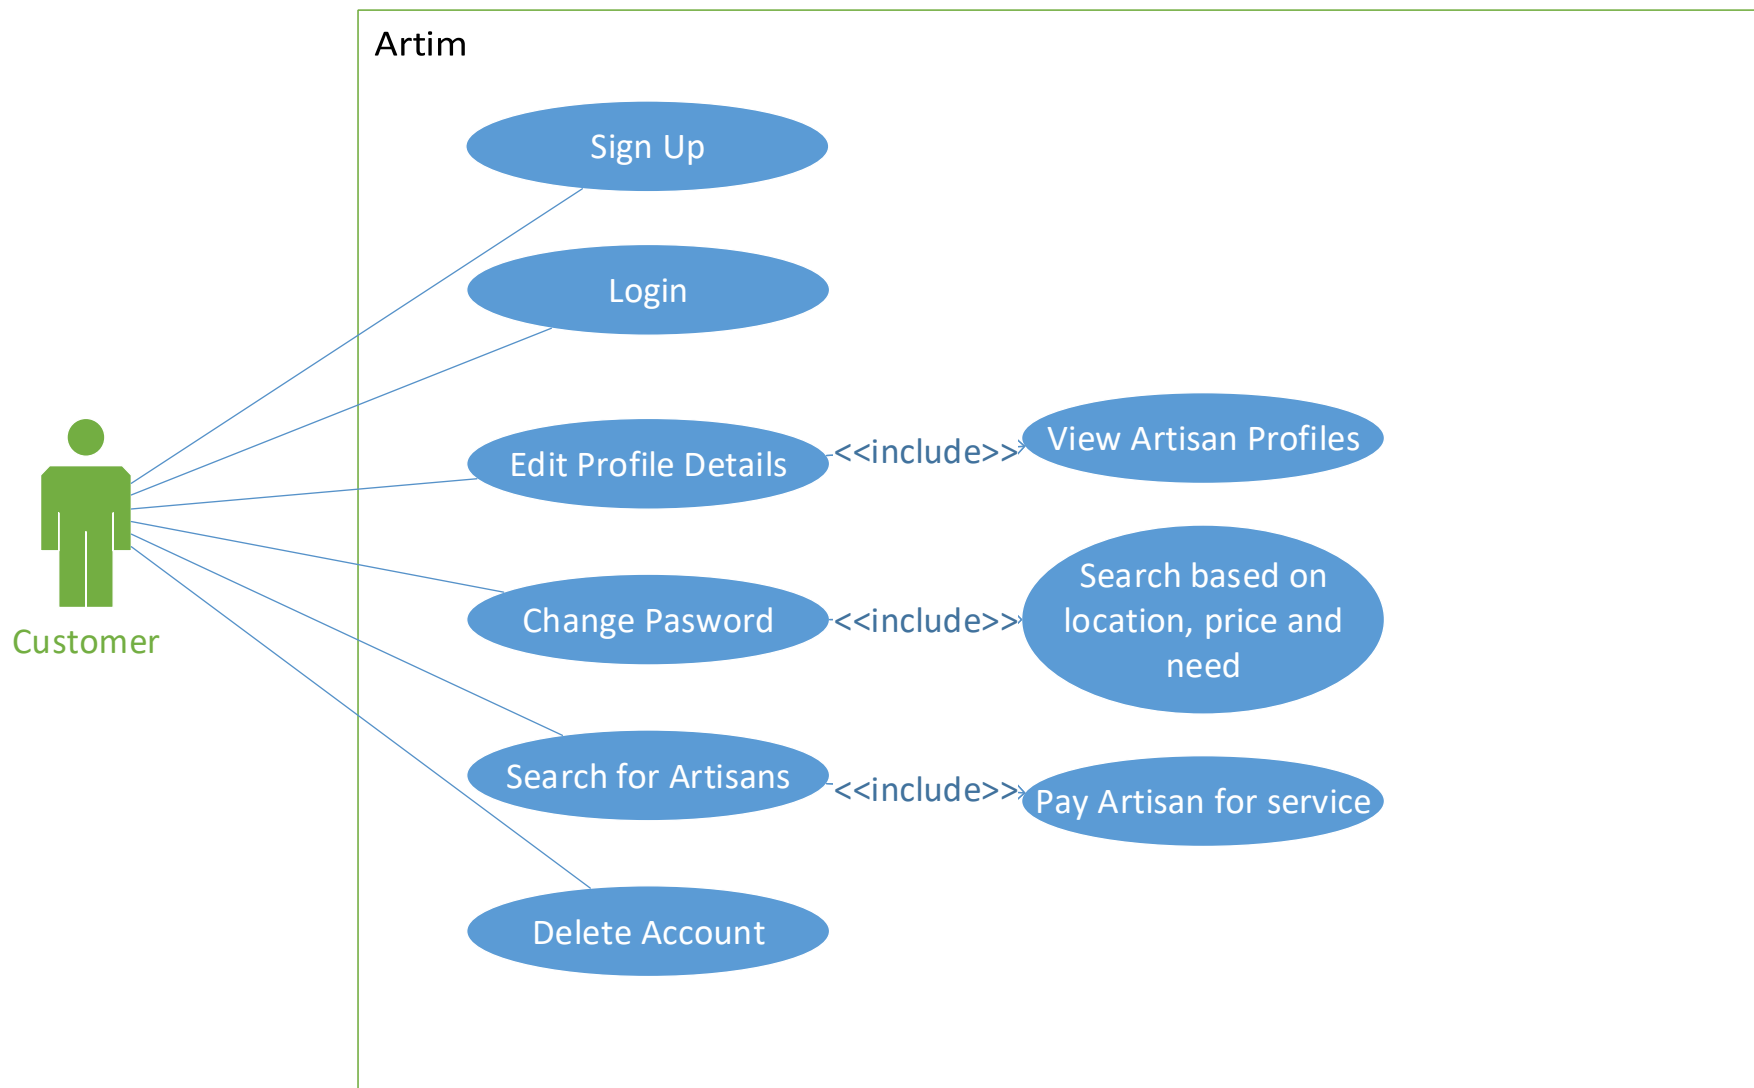 Artim
Sign Up
Login
Edit Profile Details
<<include>>
View Artisan Profiles
Customer
Change Pasword
<<include>>
Search based on
location, price and
need
Search for Artisans
<<include>>
Pay Artisan for service
Delete Account